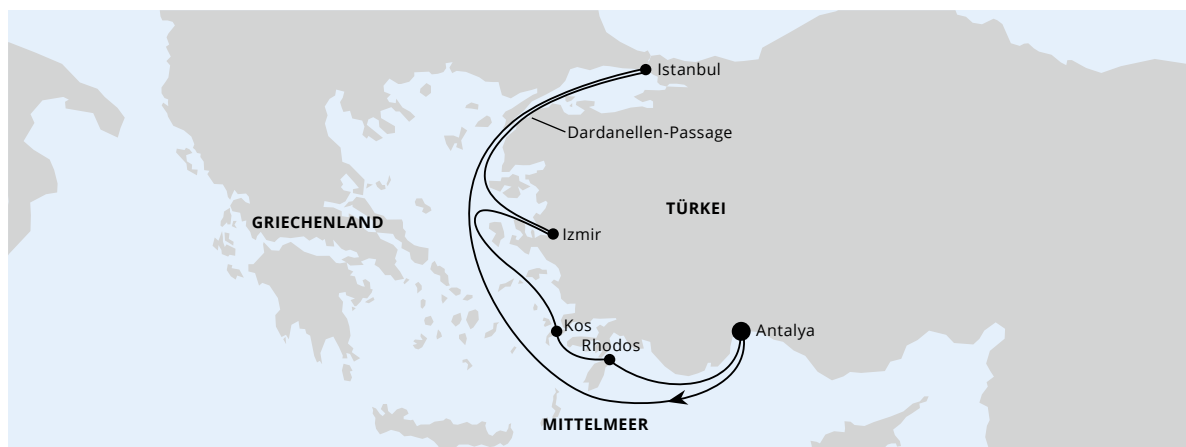 Istanbul
Dardanellen-Passage
TÜRKEI
GRIECHENLAND
Izmir
Kos
Antalya
Rhodos
MITTELMEER